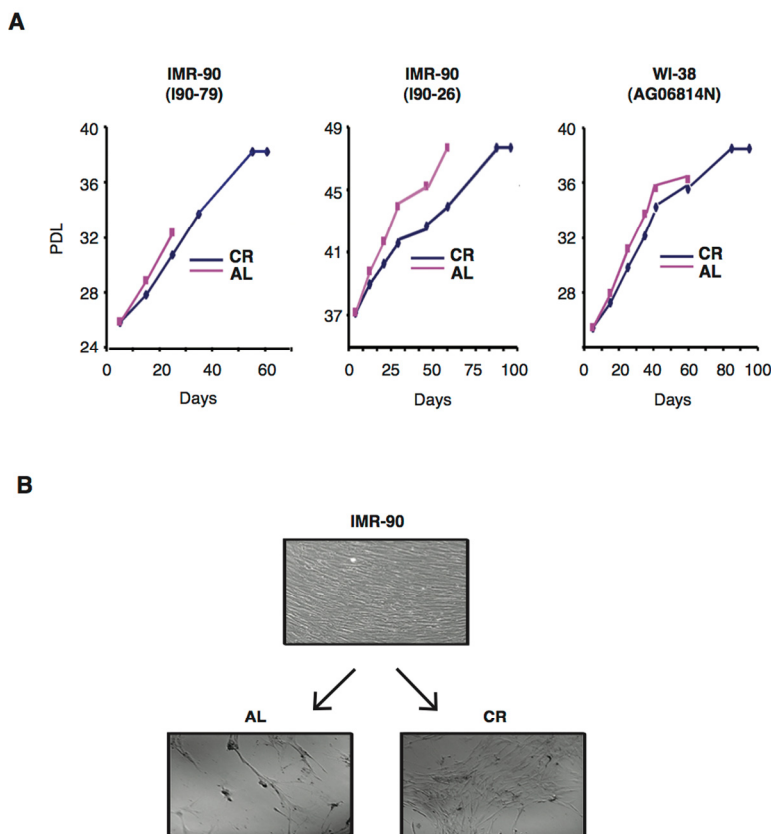 A
IMR-90
(I90-79)
IMR-90
(I90-26)
WI-38
(AG06814N)
40
36
32
28
24
PDL
CR
AL
0 20 40 60
Days
49
45
41
37
CR
AL
0 25 50 75 100
Days
40
36
32
28
CR
AL
0 20 40 60 80 100
Days
B
IMR-90
AL
CR